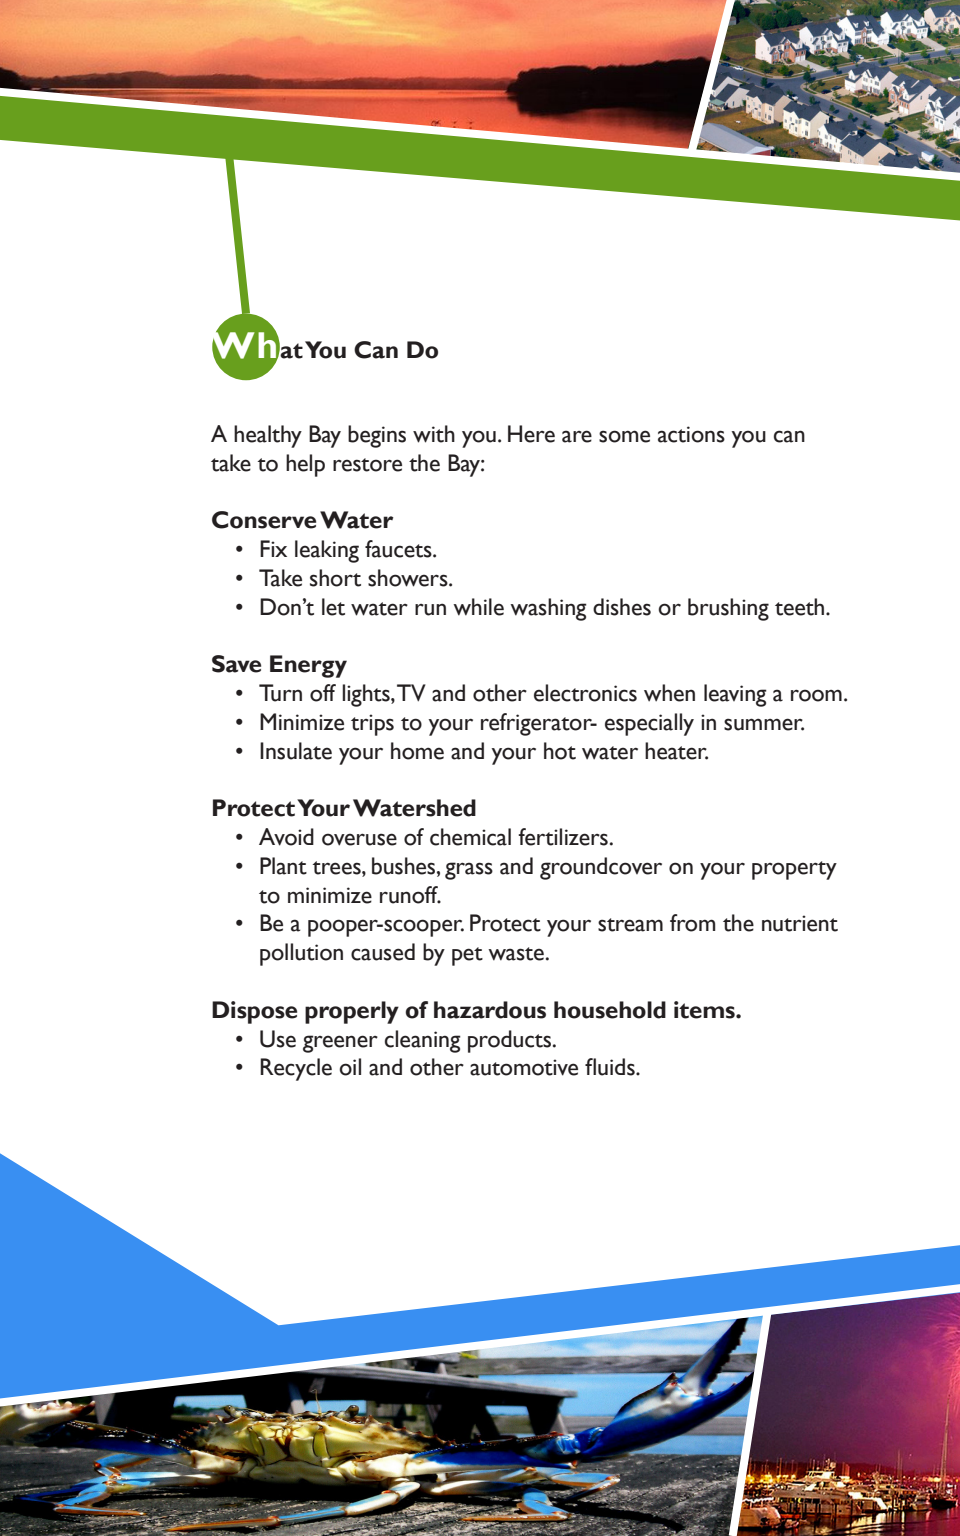 What You Can Do
A healthy Bay begins with you. Here are some actions you can
take to help restore the Bay:
Conserve Water
• Fix leaking faucets.
• Take short showers.
• Don’t let water run while washing dishes or brushing teeth.
Save Energy
• Turn off lights, TV and other electronics when leaving a room.
• Minimize trips to your refrigerator- especially in summer.
• Insulate your home and your hot water heater.
Protect Your Watershed
• Avoid overuse of chemical fertilizers.
• Plant trees, bushes, grass and groundcover on your property
to minimize runoff.
• Be a pooper-scooper. Protect your stream from the nutrient
pollution caused by pet waste.
Dispose properly of hazardous household items.
• Use greener cleaning products.
• Recycle oil and other automotive fluids.